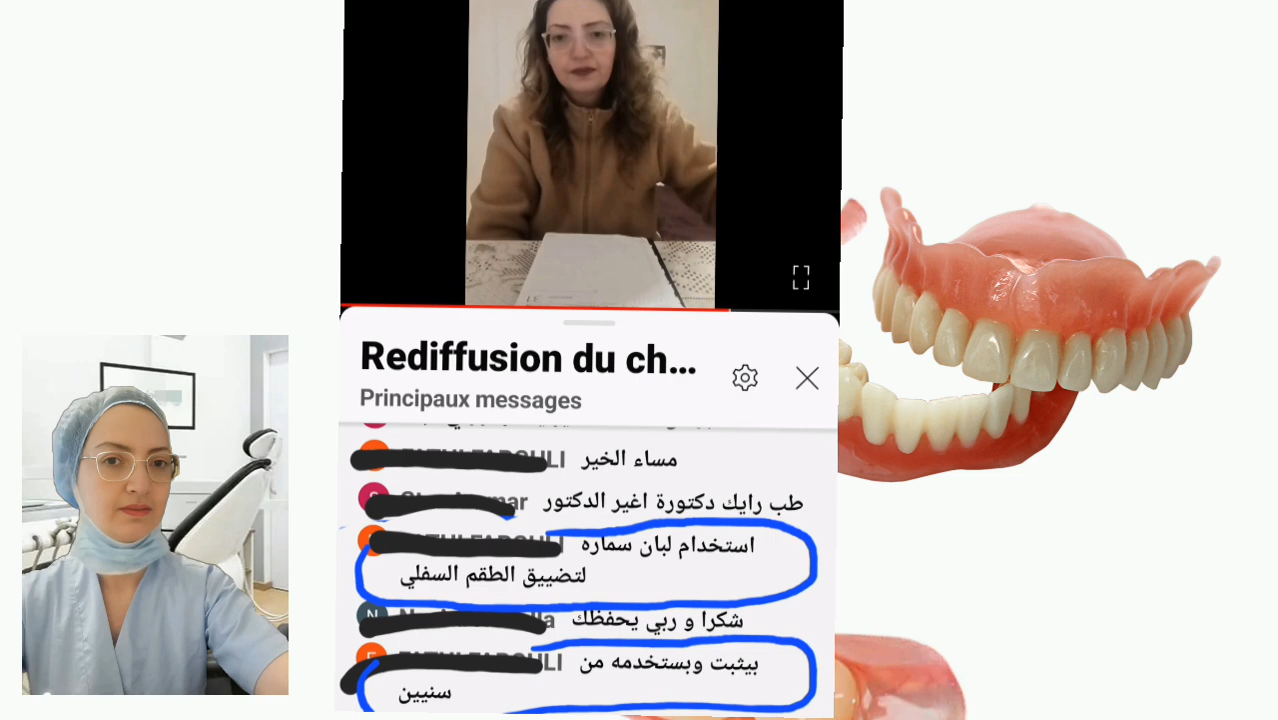 Rediffusion du ch...
Principaux messages
مساء الخير
طب رايك دكتورة اغير الدكتور
استخدام لبان سماره
لتضييق الطقم السفلي
شكرا و ربي يحفظك
بيثبت وبستخدمه من
سنيين